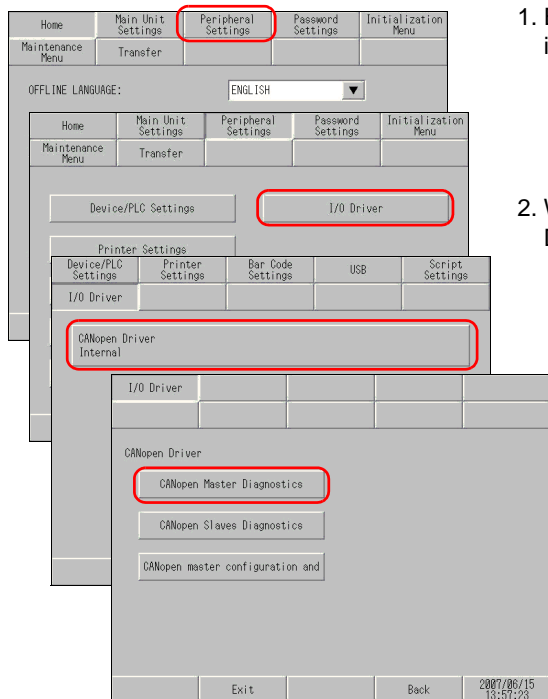 Home
Main Unit Settings
Peripheral Settings
Password Settings
Initialization Menu
Maintenance Menu
Transfer
OFFLINE LANGUAGE:
ENGLISH
Home
Main Unit Settings
Peripheral Settings
Password Settings
Initialization Menu
Maintenance Menu
Transfer
Device/PLC Settings
I/O Driver
Printer Settings
Device/PLC Settings
Printer Settings
Bar Code Settings
USB
Script Settings
I/O Driver
CANopen Driver
Internal
I/O Driver
CANopen Driver
CANopen Master Diagnostics
CANopen Slaves Diagnostics
CANopen master configuration and
Exit
Back
2007/06/15
13:57:23
1.
2.